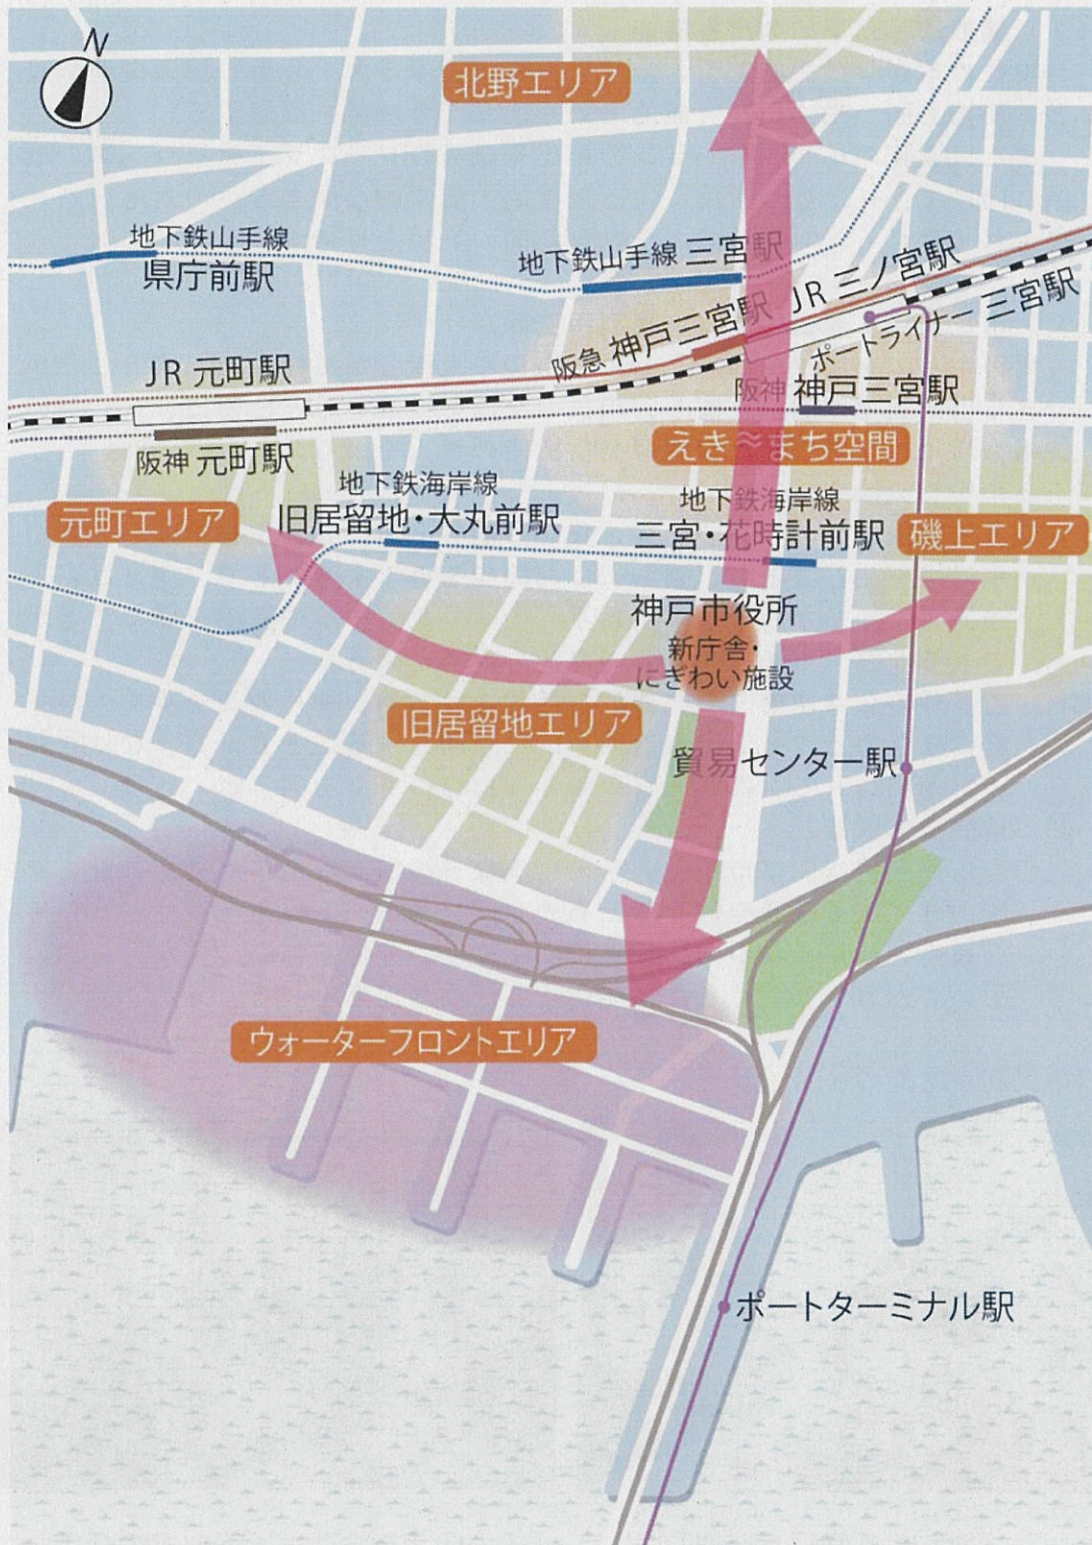 N
北野エリア
地下鉄山手線
県庁前駅
地下鉄山手線 三宮駅
JR 三ノ宮駅
阪急 神戸三宮駅
ポートライナー 三宮駅
JR 元町駅
阪神 神戸三宮駅
阪神 元町駅
えき≈まち空間
地下鉄海岸線
旧居留地・大丸前駅
地下鉄海岸線
三宮・花時計前駅
元町エリア
磯上エリア
神戸市役所
新庁舎・
にぎわい施設
旧居留地エリア
貿易センター駅
ウォーターフロントエリア
ポートターミナル駅